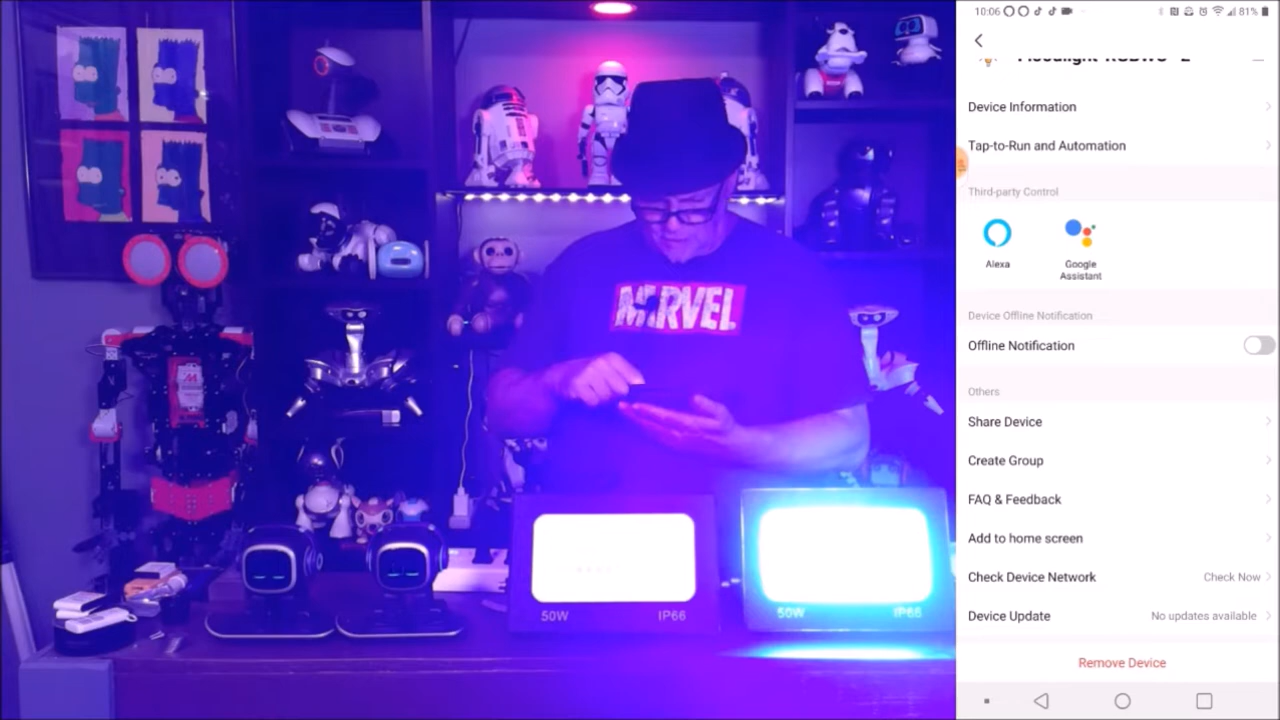 MARVEL
50W
IP66
50W
IP66
10:06
81%
Device Information
Tap-to-Run and Automation
Third-party Control
Alexa
Google
Assistant
Device Offline Notification
Offline Notification
Others
Share Device
Create Group
FAQ & Feedback
Add to home screen
Check Device Network
Check Now
Device Update
No updates available
Remove Device